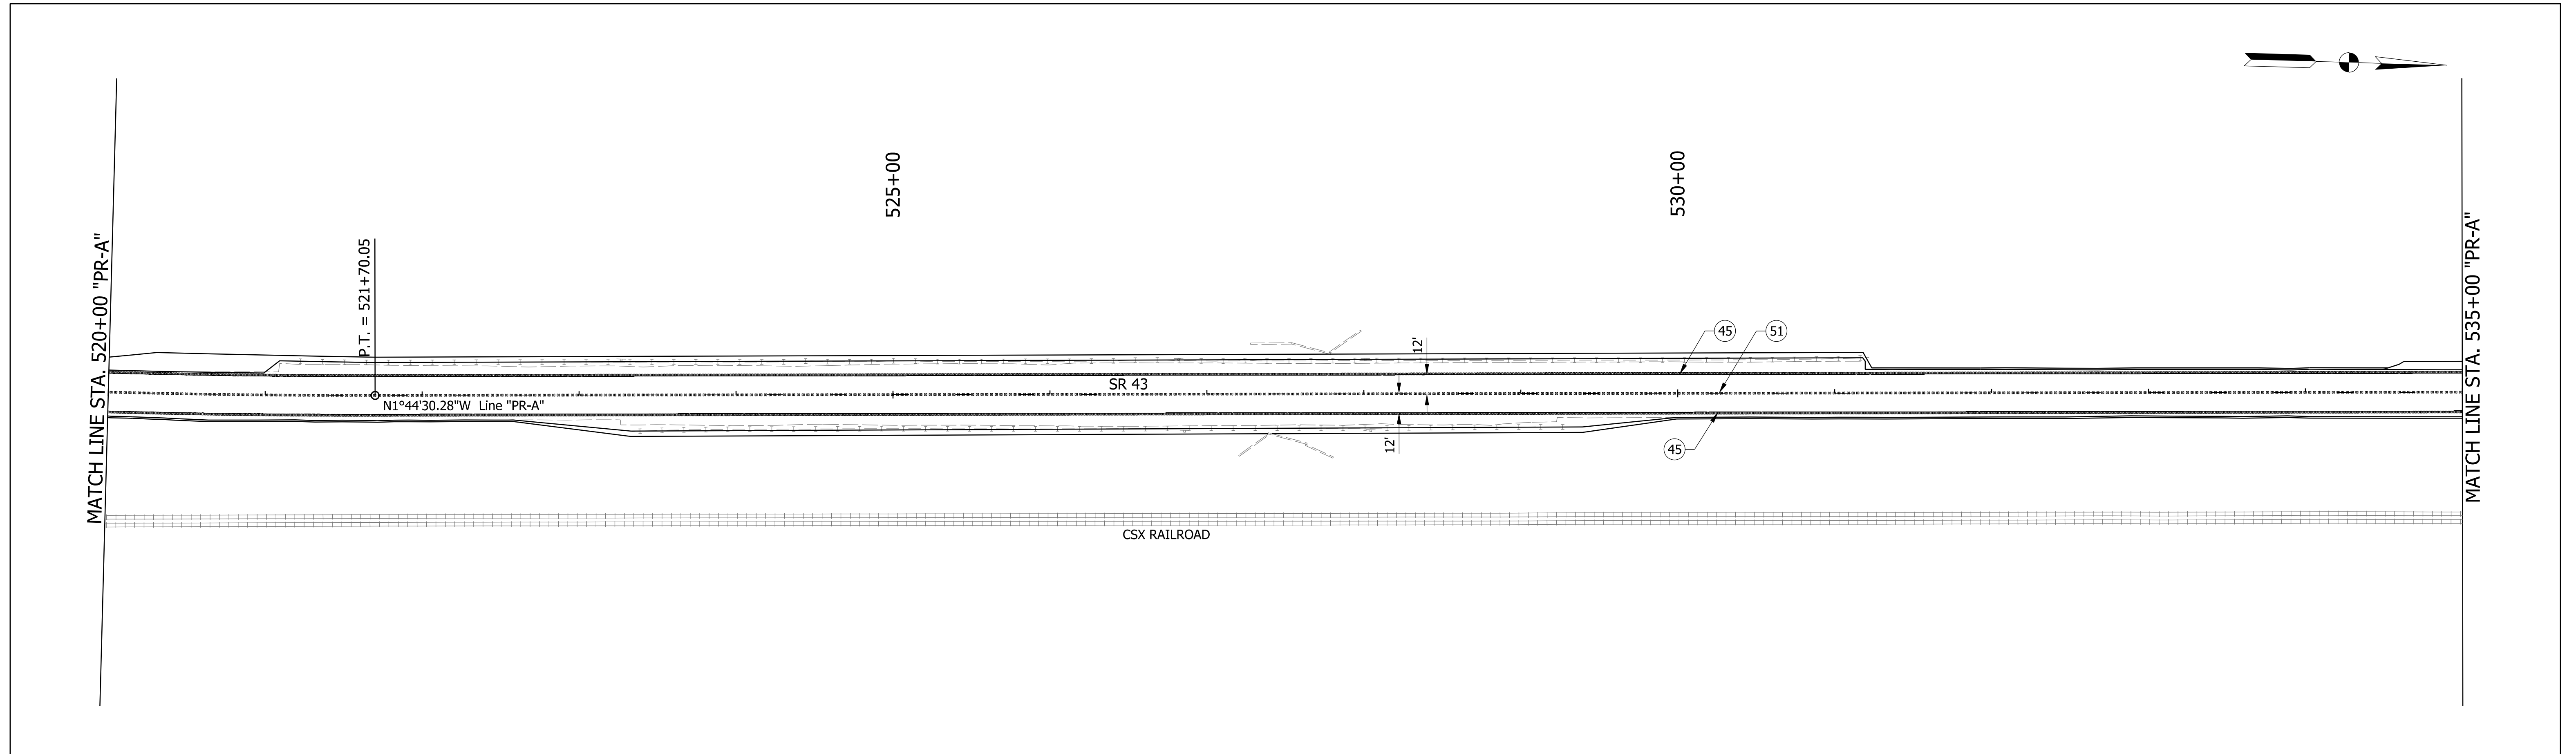 MATCH LINE STA. 520+00 "PR-A"
P.T. = 521+70.05
N1°44'30.28"W Line "PR-A"
525+00
SR 43
12'
12'
530+00
45
51
45
CSX RAILROAD
MATCH LINE STA. 535+00 "PR-A"